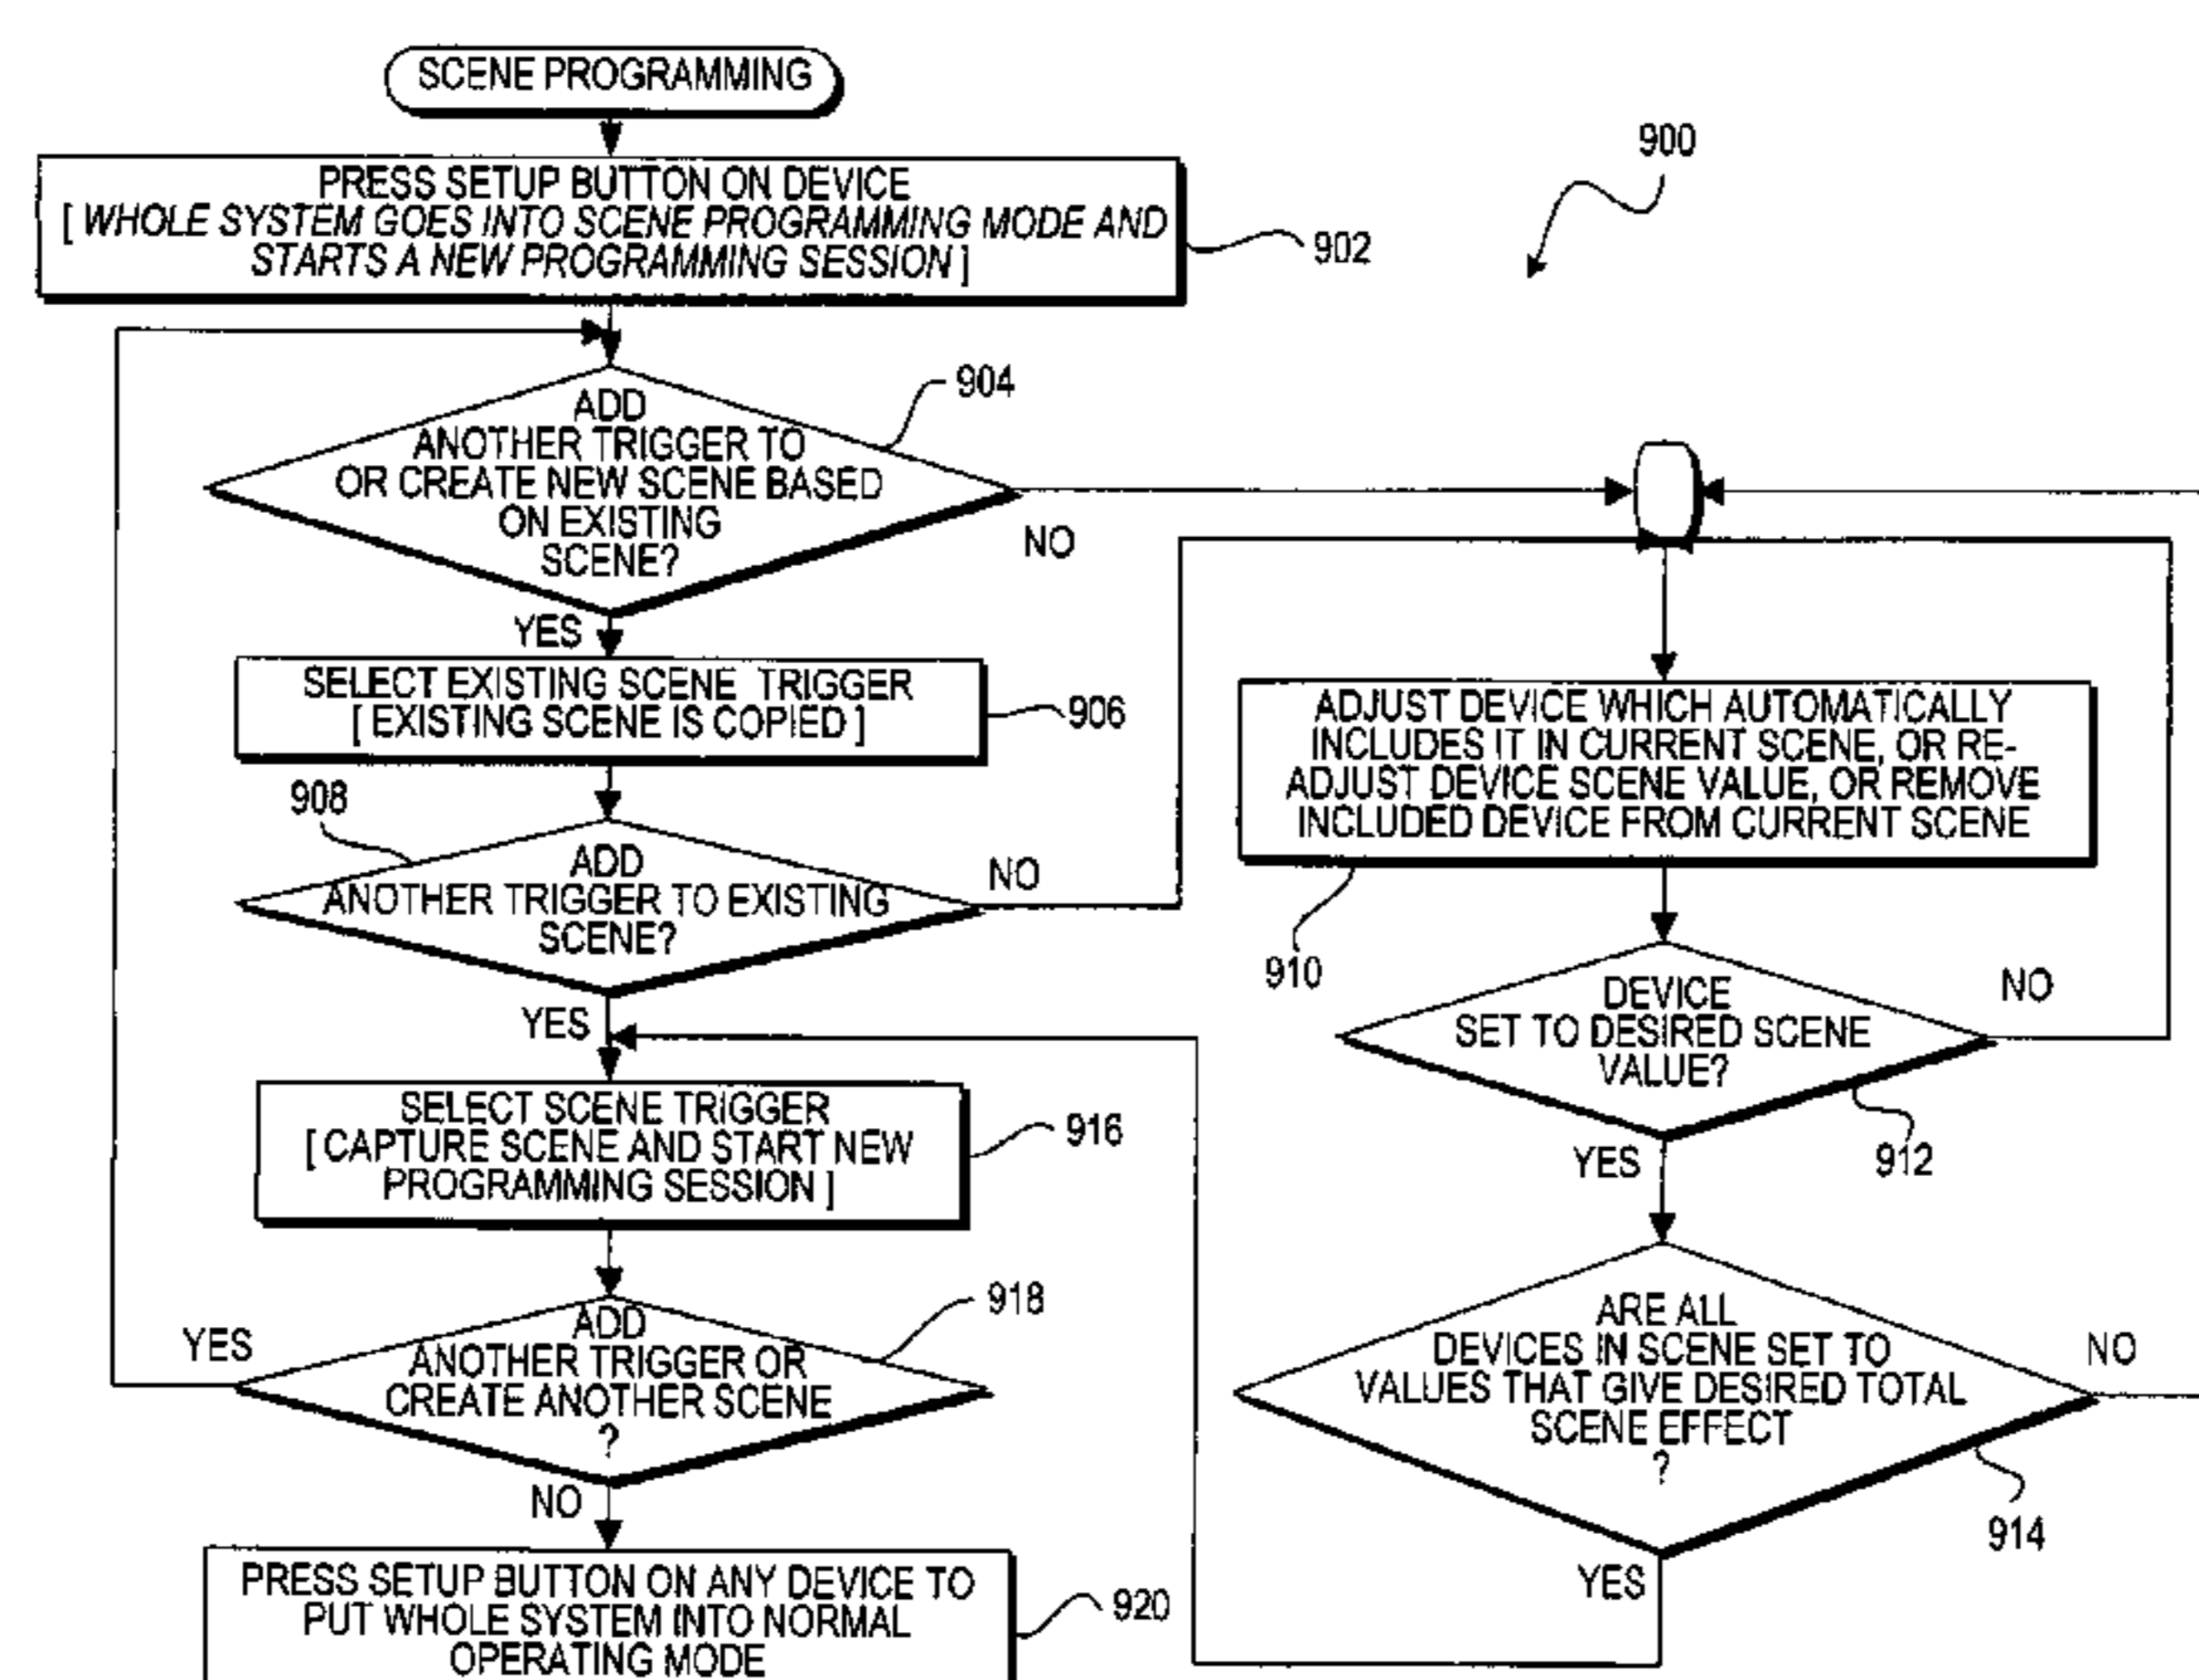 SCENE PROGRAMMING
PRESS SETUP BUTTON ON DEVICE
[ WHOLE SYSTEM GOES INTO SCENE PROGRAMMING MODE AND
STARTS A NEW PROGRAMMING SESSION ]
900
902
904
ADD
ANOTHER TRIGGER TO
OR CREATE NEW SCENE BASED
ON EXISTING
SCENE?
NO
YES
SELECT EXISTING SCENE TRIGGER
[ EXISTING SCENE IS COPIED ]
906
908
ADD
ANOTHER TRIGGER TO EXISTING
SCENE?
NO
YES
SELECT SCENE TRIGGER
[ CAPTURE SCENE AND START NEW
PROGRAMMING SESSION ]
916
918
ADD
ANOTHER TRIGGER OR
CREATE ANOTHER SCENE
?
YES
NO
PRESS SETUP BUTTON ON ANY DEVICE TO
PUT WHOLE SYSTEM INTO NORMAL
OPERATING MODE
920
ADJUST DEVICE WHICH AUTOMATICALLY
INCLUDES IT IN CURRENT SCENE, OR RE-
ADJUST DEVICE SCENE VALUE, OR REMOVE
INCLUDED DEVICE FROM CURRENT SCENE
910
DEVICE
SET TO DESIRED SCENE
VALUE?
NO
YES
912
ARE ALL
DEVICES IN SCENE SET TO
VALUES THAT GIVE DESIRED TOTAL
SCENE EFFECT
?
NO
914
YES